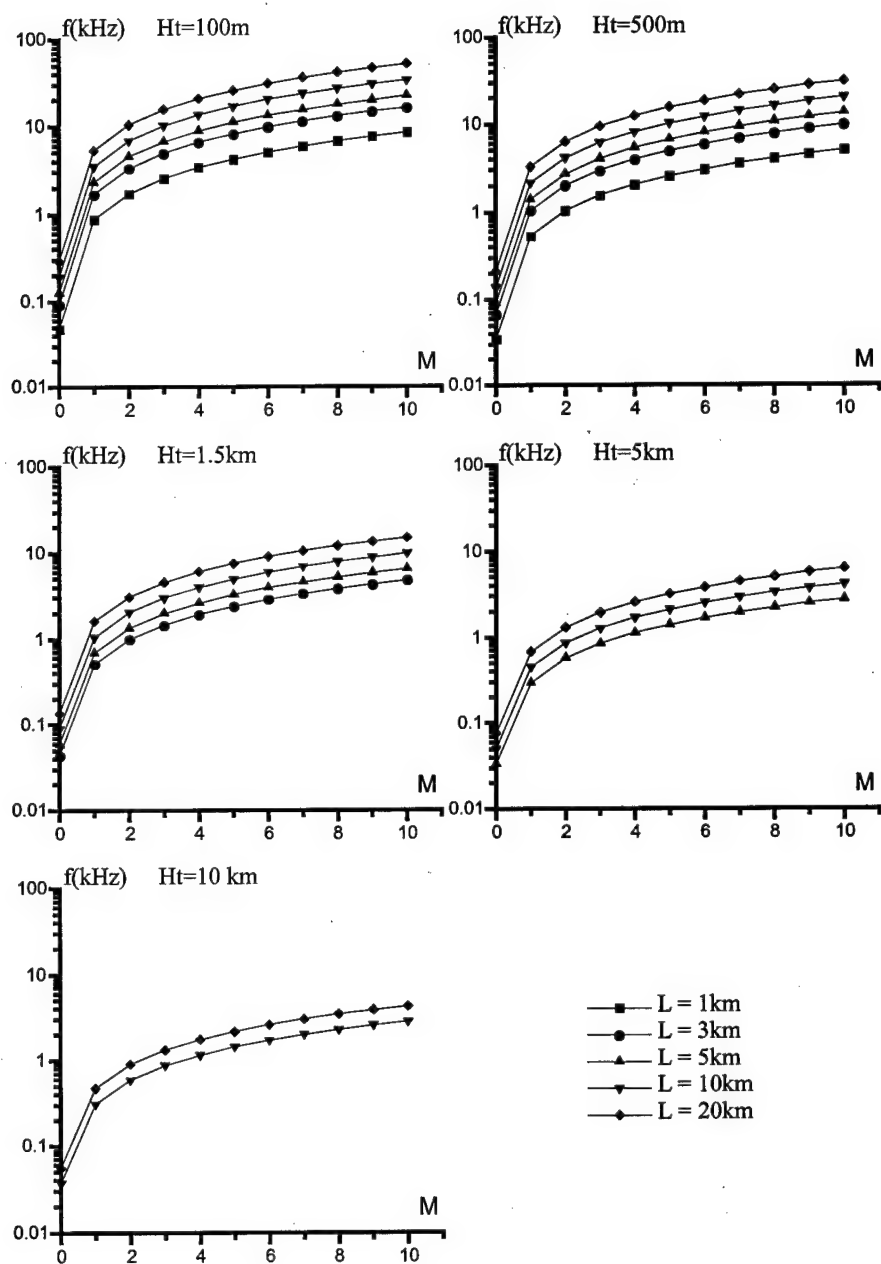 f(kHz) Ht=100m
100
10
1
0.1
0.01
M
0 2 4 6 8 10
f(kHz) Ht=500m
100
10
1
0.1
0.01
M
0 2 4 6 8 10
f(kHz) Ht=1.5km
100
10
1
0.1
0.01
M
0 2 4 6 8 10
f(kHz) Ht=5km
100
10
1
0.1
0.01
M
0 2 4 6 8 10
f(kHz) Ht=10 km
100
10
1
0.1
0.01
M
0 2 4 6 8 10
L = 1km
L = 3km
L = 5km
L = 10km
L = 20km